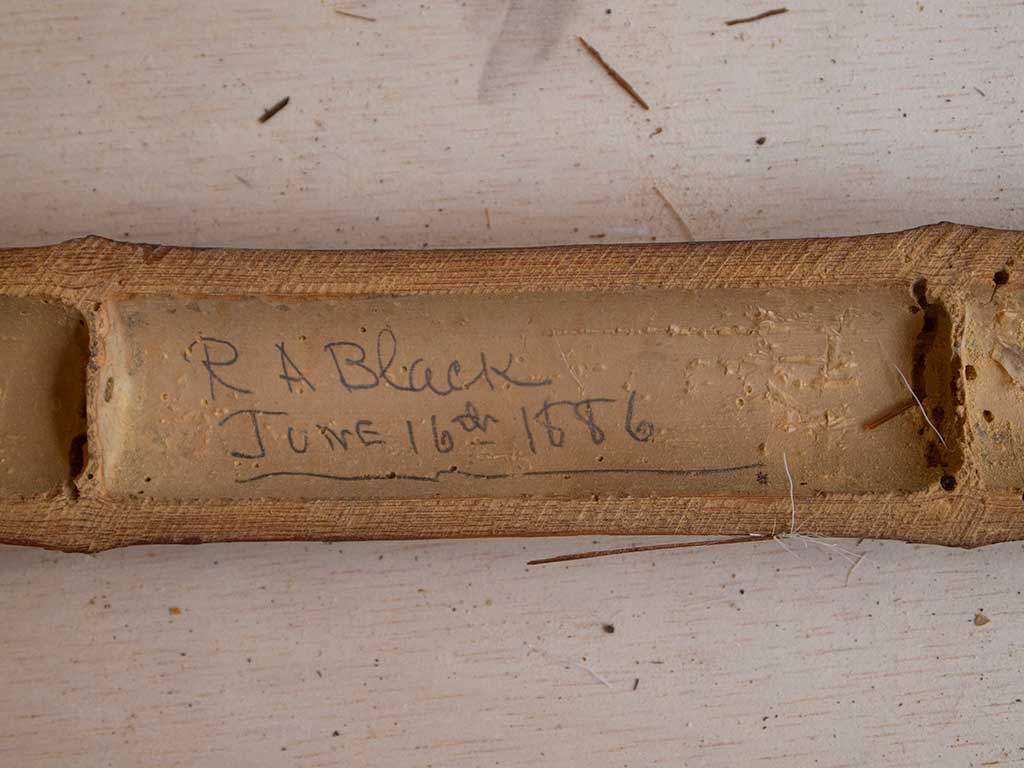 R A Black
JUNE 16th 1886